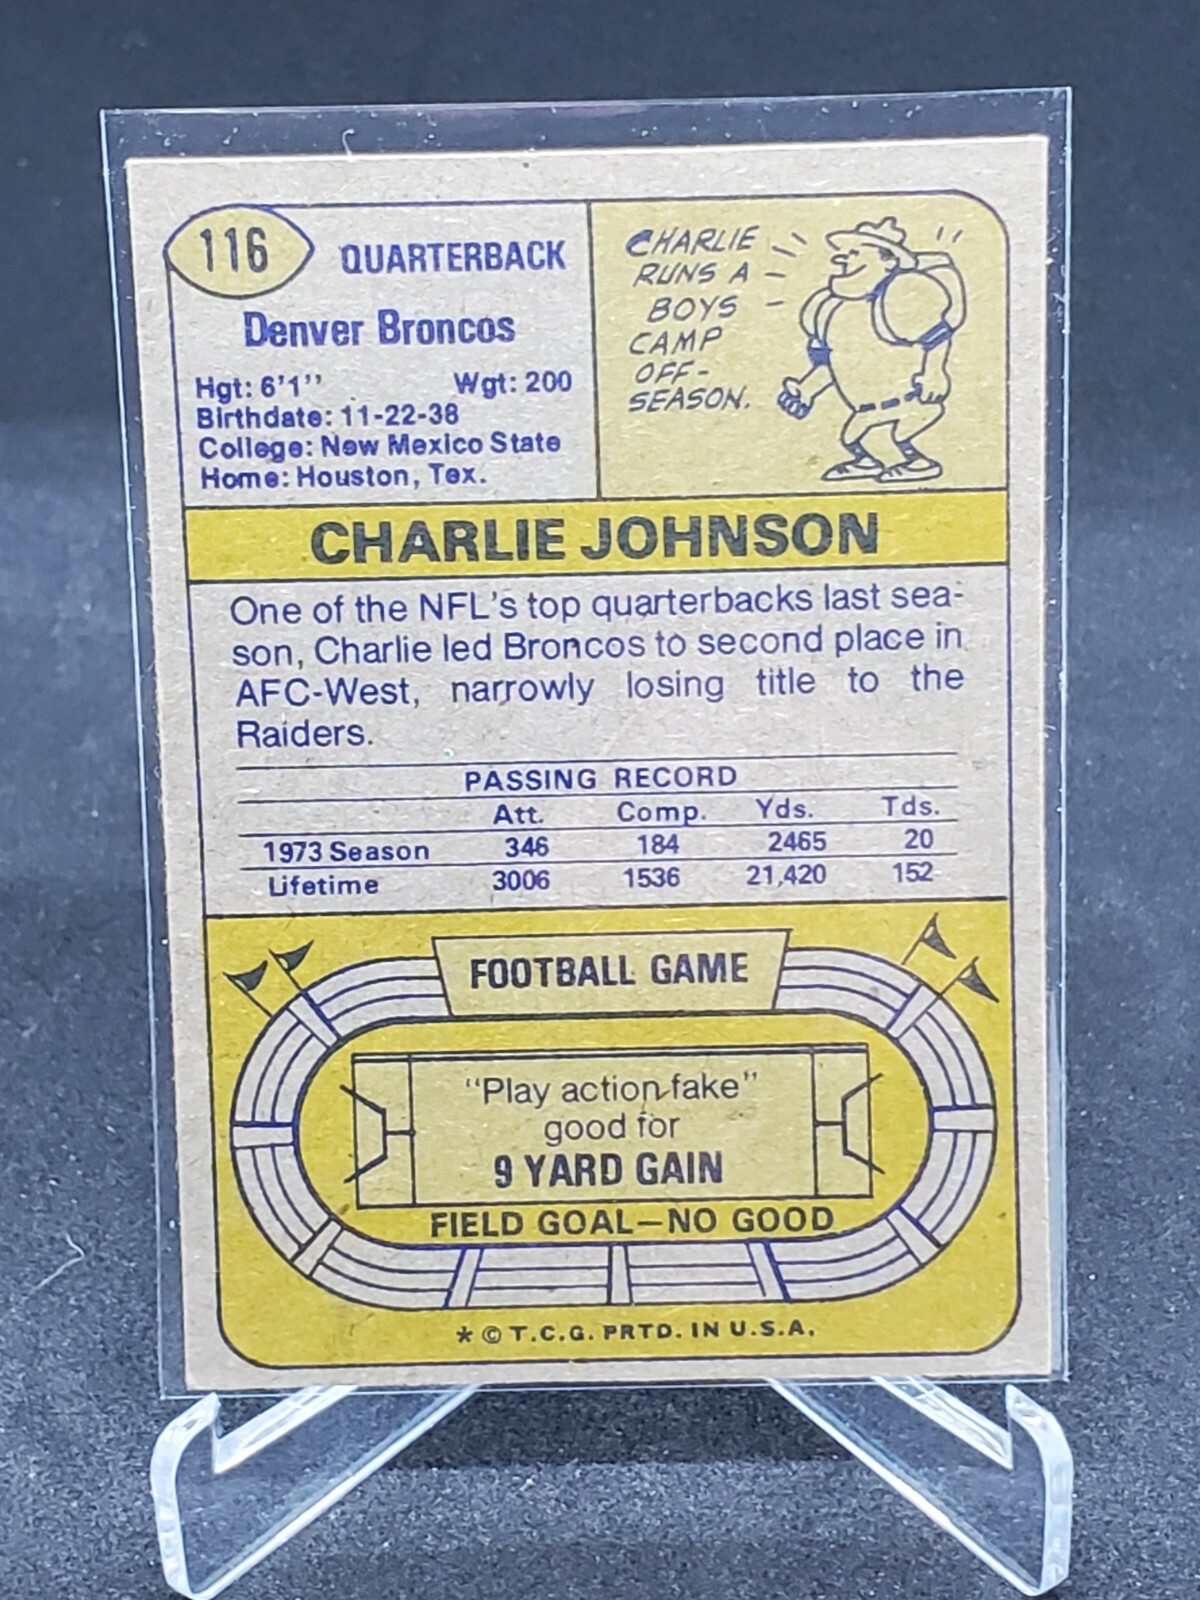 116
QUARTERBACK
Denver Broncos
Hgt: 6'1" Wgt: 200
Birthdate: 11-22-38
College: New Mexico State
Home: Houston, Tex.
CHARLIE
RUNS A
BOYS
CAMP
OFF-
SEASON.
CHARLIE JOHNSON
One of the NFL's top quarterbacks last sea-
son, Charlie led Broncos to second place in
AFC-West, narrowly losing title to the
Raiders.
PASSING RECORD
Att. Comp. Yds. Tds.
1973 Season 346 184 2465 20
Lifetime 3006 1536 21,420 152
FOOTBALL GAME
"Play action fake"
good for
9 YARD GAIN
FIELD GOAL—NO GOOD
* © T.C.G. PRTD. IN U.S.A.